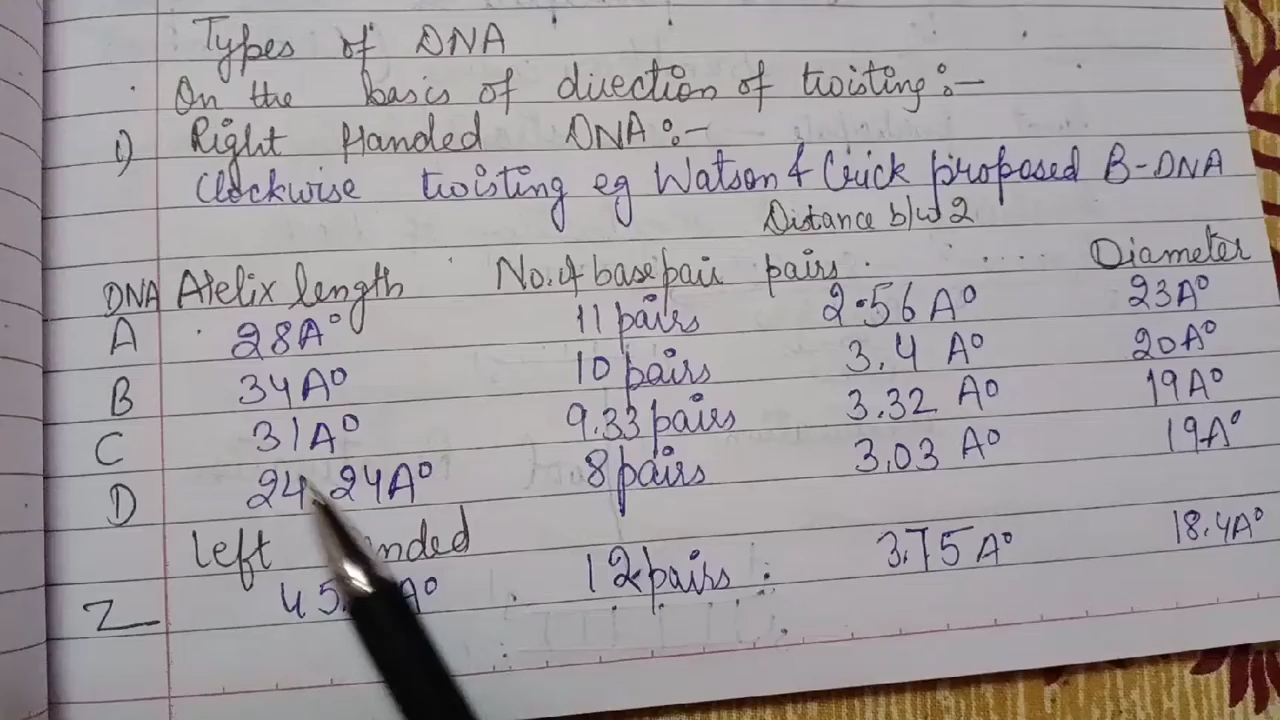 Types of DNA
On the basis of direction of twisting :-
1) Right Handed DNA :-
Clockwise twisting eg Watson & Crick proposed B-DNA
Distance b/w 2
DNA Helix length No. of base pair pairs. .... Diameter
A 28A° 11 pairs 2.56 A° 23A°
B 34A° 10 pairs 3.4 A° 20A°
C 31A° 9.33 pairs 3.32 A° 19A°
D 24.24A° 8 pairs 3.03 A° 19A°
Left
Z 12 pairs : 3.75 A° 18.4A°